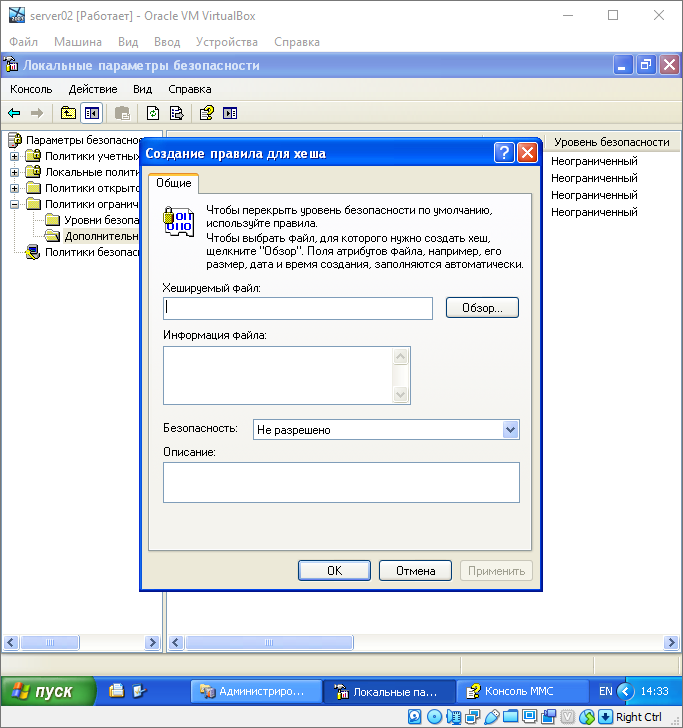 server02 [Работает] - Oracle VM VirtualBox
Файл Машина Вид Ввод Устройства Справка
Локальные параметры безопасности
Консоль Действие Вид Справка
Параметры безопаснос
Уровень безопасности
Политики учетных
Неограниченный
Локальные полити
Неограниченный
Политики открыто
Неограниченный
Политики огранич
Неограниченный
Уровни безопа
Дополнительн
Политики безопас
Создание правила для хеша
Общие
Чтобы перекрыть уровень безопасности по умолчанию,
используйте правила.
Чтобы выбрать файл, для которого нужно создать хеш,
щелкните "Обзор". Поля атрибутов файла, например, его
размер, дата и время создания, заполняются автоматически.
Хешируемый файл:
Обзор...
Информация файла:
Безопасность: Не разрешено
Описание:
OK Отмена Применить
пуск Администриро... Локальные па... Консоль MMC EN 14:33
Right Ctrl